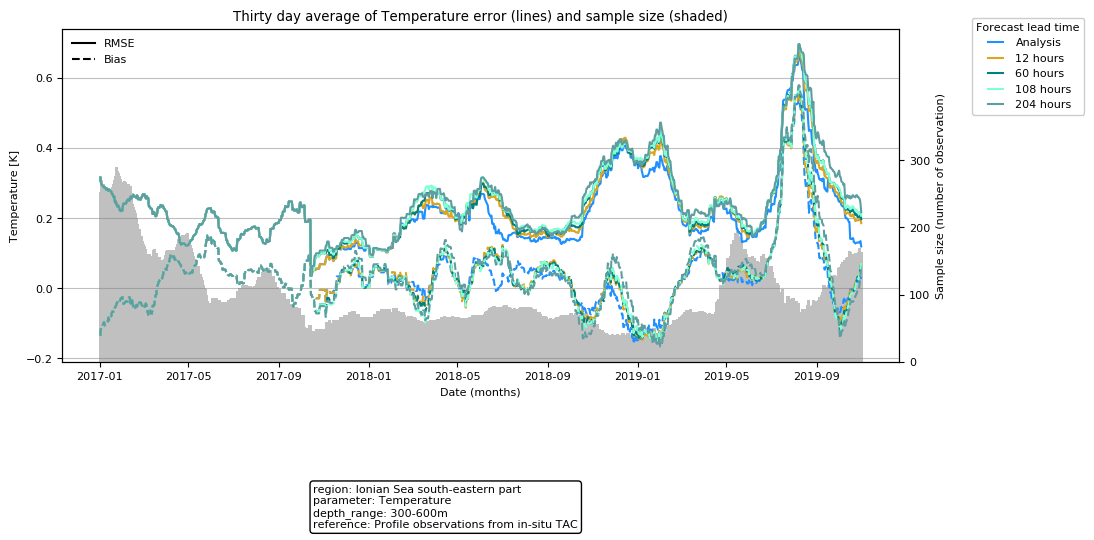 Thirty day average of Temperature error (lines) and sample size (shaded)
RMSE
Bias
Forecast lead time
Analysis
12 hours
60 hours
108 hours
204 hours
Temperature [K]
0.6
0.4
0.2
0.0
−0.2
Sample size (number of observation)
300
200
100
0
2017-01 2017-05 2017-09 2018-01 2018-05 2018-09 2019-01 2019-05 2019-09
Date (months)
region: Ionian Sea south-eastern part
parameter: Temperature
depth_range: 300-600m
reference: Profile observations from in-situ TAC